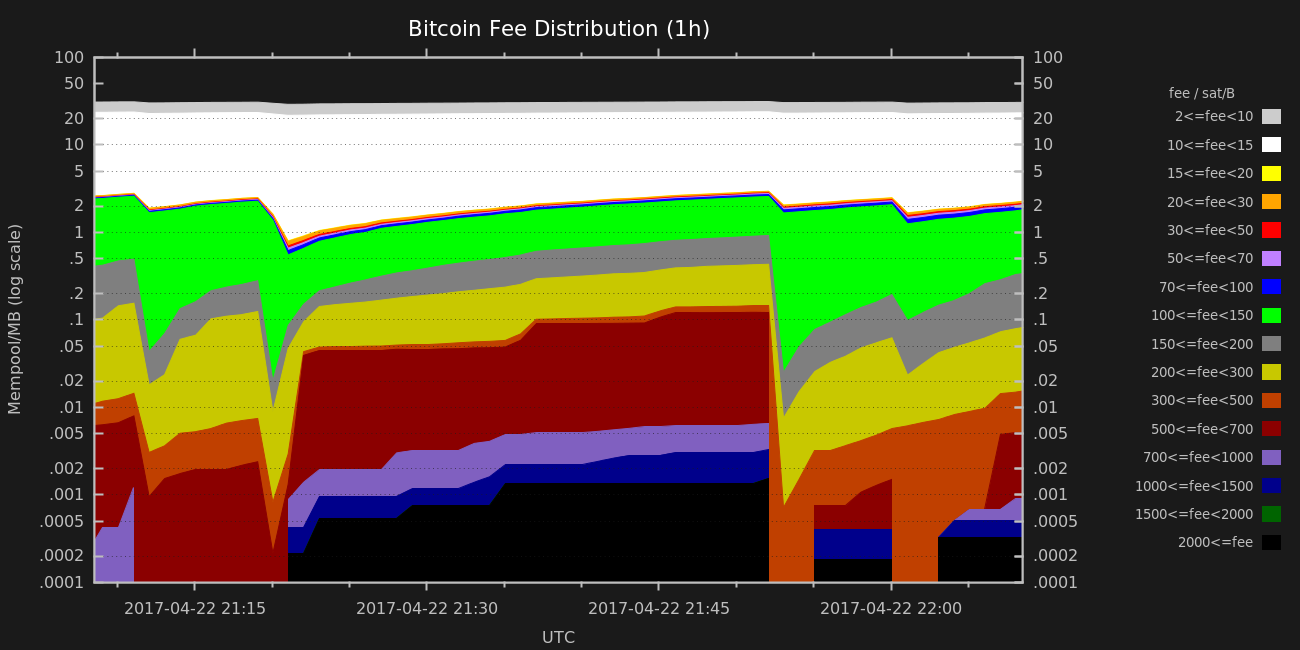 Bitcoin Fee Distribution (1h)
Mempool/MB (log scale)
100
50
20
10
5
2
1
.5
.2
.1
.05
.02
.01
.005
.002
.001
.0005
.0002
.0001
100
50
20
10
5
2
1
.5
.2
.1
.05
.02
.01
.005
.002
.001
.0005
.0002
.0001
2017-04-22 21:15
2017-04-22 21:30
2017-04-22 21:45
2017-04-22 22:00
UTC
fee / sat/B
2<=fee<10
10<=fee<15
15<=fee<20
20<=fee<30
30<=fee<50
50<=fee<70
70<=fee<100
100<=fee<150
150<=fee<200
200<=fee<300
300<=fee<500
500<=fee<700
700<=fee<1000
1000<=fee<1500
1500<=fee<2000
2000<=fee